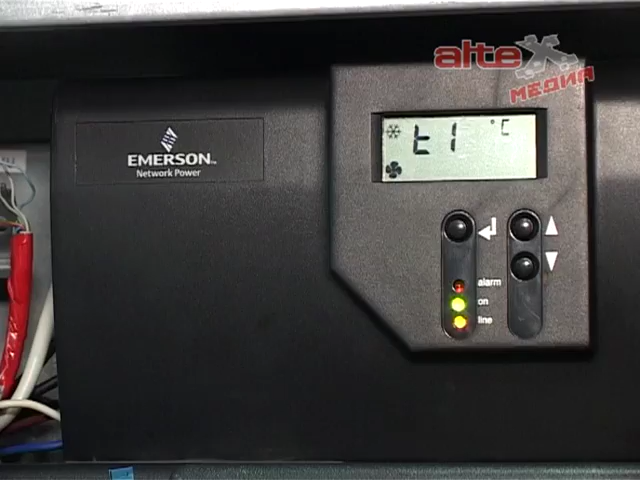 alteX
МЕДИА
EMERSON
Network Power
t1 °C
alarm
on
line